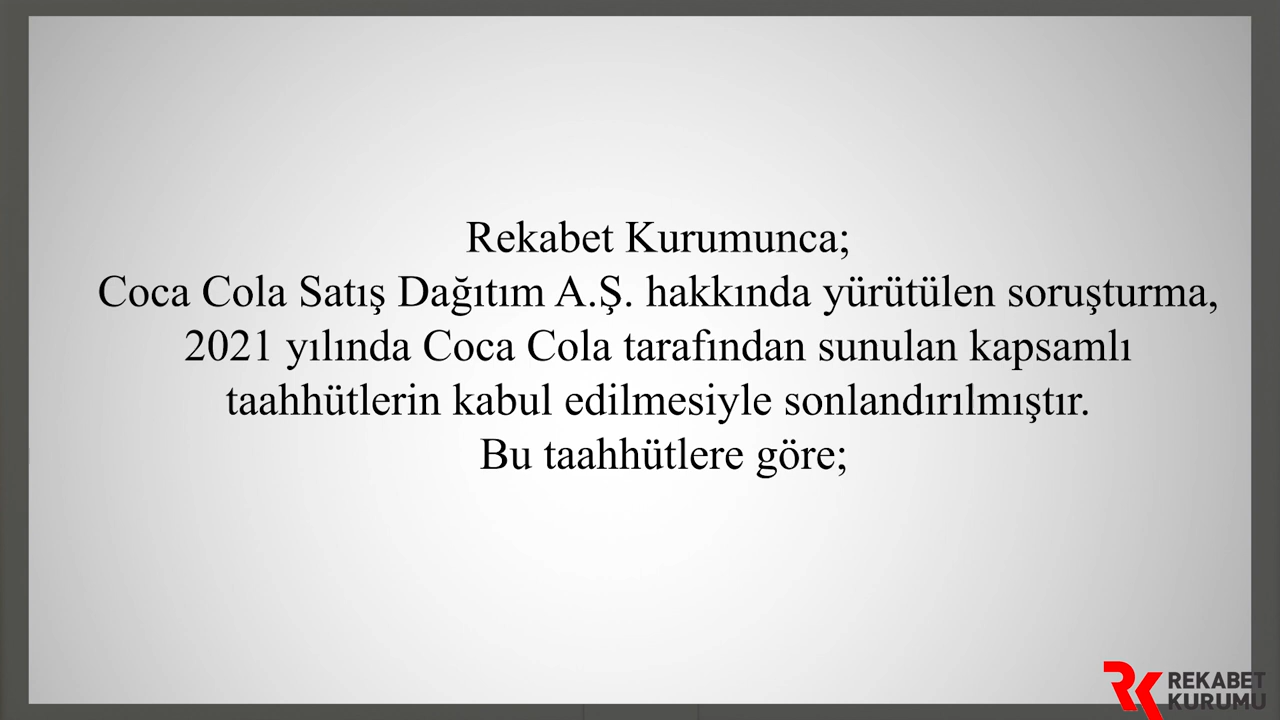 Rekabet Kurumunca;
Coca Cola Satış Dağıtım A.Ş. hakkında yürütülen soruşturma,
2021 yılında Coca Cola tarafından sunulan kapsamlı
taahhütlerin kabul edilmesiyle sonlandırılmıştır.
Bu taahhütlere göre;
REKABET
KURUMU